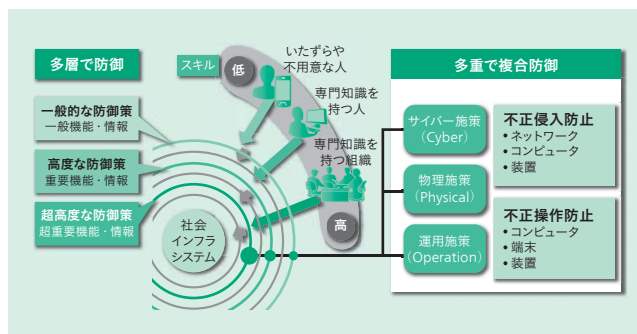 多層で防御
一般的な防御策
一般機能・情報
高度な防御策
重要機能・情報
超高度な防御策
超重要機能・情報
社会
インフラ
システム
スキル
低
いたずらや
不用意な人
専門知識を
持つ人
専門知識を
持つ組織
高
多重で複合防御
サイバー施策
(Cyber)
物理施策
(Physical)
運用施策
(Operation)
不正侵入防止
• ネットワーク
• コンピュータ
• 装置
不正操作防止
• コンピュータ
• 端末
• 装置